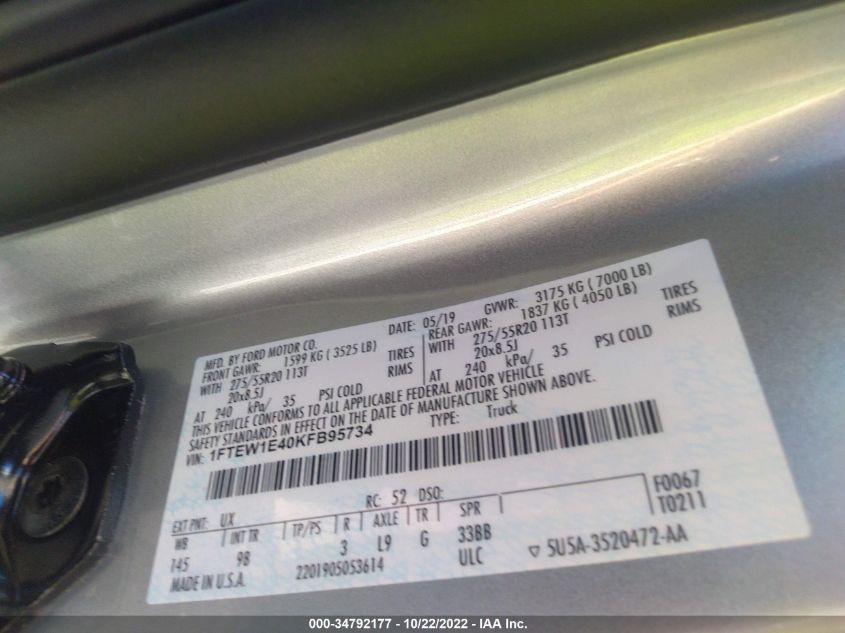 MFD. BY FORD MOTOR CO.
DATE: 05/19 GVWR: 3175 KG ( 7000 LB)
FRONT GAWR: 1599 KG ( 3525 LB)
REAR GAWR: 1837 KG ( 4050 LB)
WITH 275/55R20 113T TIRES
WITH 275/55R20 113T TIRES
20x8.5J RIMS
20x8.5J RIMS
AT 240 kPa/ 35 PSI COLD
AT 240 kPa/ 35 PSI COLD
THIS VEHICLE CONFORMS TO ALL APPLICABLE FEDERAL MOTOR VEHICLE
SAFETY STANDARDS IN EFFECT ON THE DATE OF MANUFACTURE SHOWN ABOVE.
VIN: 1FTEW1E40KFB95734 TYPE: Truck
F0067
T0211
EXT PNT: UX RC: 52 DSO:
WB INT TR TP/PS R AXLE TR SPR
145 9B 3 L9 G 33BB
MADE IN U.S.A. 2201905053614 ULC ▽ 5U5A-3520472-AA
000-34792177 - 10/22/2022 - IAA Inc.